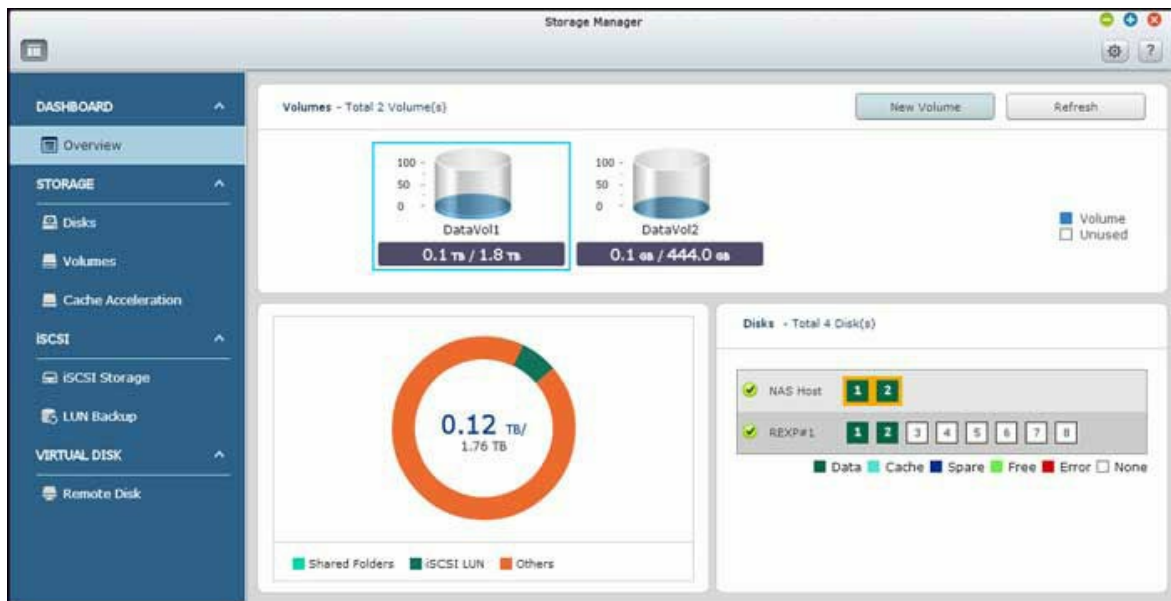 Storage Manager
?
DASHBOARD
Overview
STORAGE
Disks
Volumes
Cache Acceleration
iSCSI
iSCSI Storage
LUN Backup
VIRTUAL DISK
Remote Disk
Volumes - Total 2 Volume(s)
New Volume
Refresh
100
50
0
DataVol1
0.1 TB / 1.8 TB
100
50
0
DataVol2
0.1 GB / 444.0 GB
Volume
Unused
0.12 TB/
1.76 TB
Shared Folders iSCSI LUN Others
Disks - Total 4 Disk(s)
NAS Host 1 2
REXP#1 1 2 3 4 5 6 7 8
Data Cache Spare Free Error None